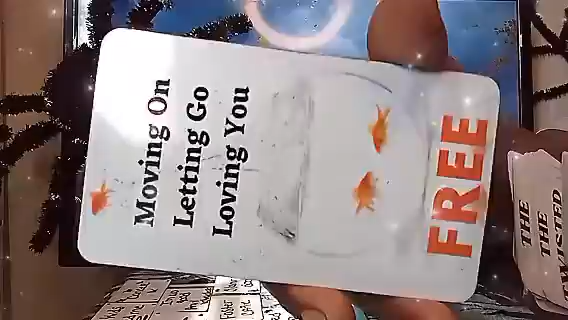 Moving On
Letting Go
Loving You
FREE
THE
THE
TWISTED